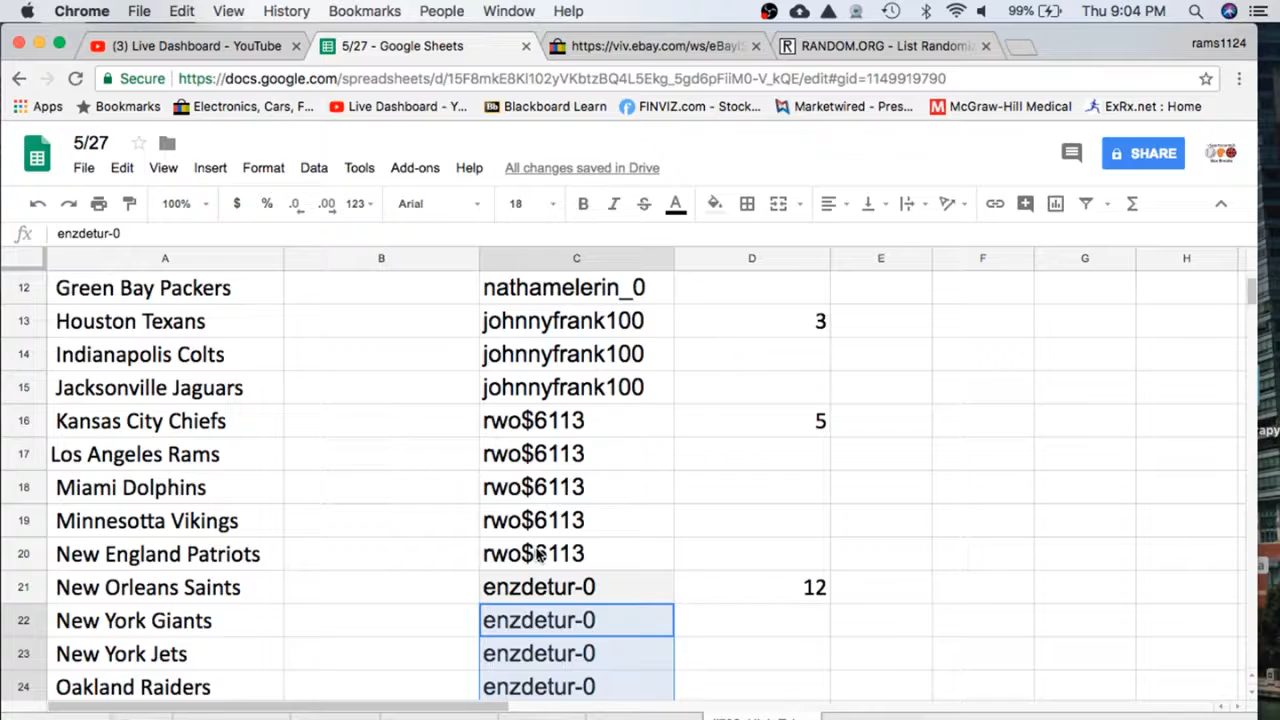 Chrome File Edit View History Bookmarks People Window Help 99% Thu 9:04 PM
(3) Live Dashboard - YouTube 5/27 - Google Sheets https://viv.ebay.com/ws/eBayI RANDOM.ORG - List Randomiz rams1124
Secure https://docs.google.com/spreadsheets/d/15F8mkE8Kl102yVKbtzBQ4L5Ekg_5gd6pFiiM0-V_kQE/edit#gid=1149919790
Apps Bookmarks Electronics, Cars, F... Live Dashboard - Y... Blackboard Learn FINVIZ.com - Stock... Marketwired - Pres... McGraw-Hill Medical ExRx.net : Home
5/27
SHARE
File Edit View Insert Format Data Tools Add-ons Help All changes saved in Drive
100% $ % .0 .00 123 Arial 18 B I S A
fx enzdetur-0
A B C D E F G H
12 Green Bay Packers nathamelerin_0
13 Houston Texans johnnyfrank100 3
14 Indianapolis Colts johnnyfrank100
15 Jacksonville Jaguars johnnyfrank100
16 Kansas City Chiefs rwo$6113 5
17 Los Angeles Rams rwo$6113
18 Miami Dolphins rwo$6113
19 Minnesotta Vikings rwo$6113
20 New England Patriots rwo$6113
21 New Orleans Saints enzdetur-0 12
22 New York Giants enzdetur-0
23 New York Jets enzdetur-0
24 Oakland Raiders enzdetur-0